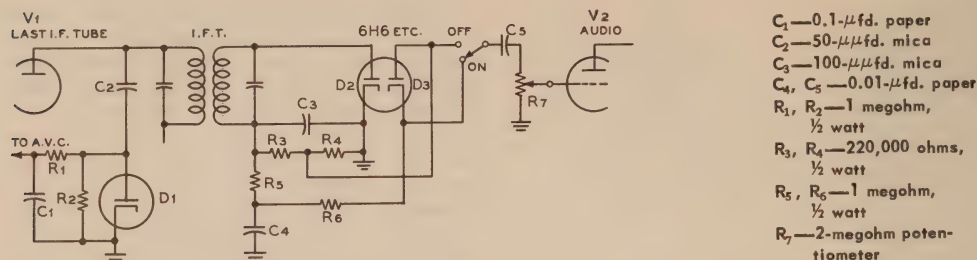 V1
LAST I.F. TUBE
I.F.T.
6H6 ETC.
OFF
ON
C5
V2
AUDIO
C2
D2
D3
R7
C3
TO A.V.C.
R1
R3
R4
R2
D1
R5
C1
R6
C4
C₁—0.1-μfd. paper
C₂—50-μμfd. mica
C₃—100-μμfd. mica
C₄, C₅—0.01-μfd. paper
R₁, R₂—1 megohm,
½ watt
R₃, R₄—220,000 ohms,
½ watt
R₅, R₆—1 megohm,
½ watt
R₇—2-megohm poten-
tiometer